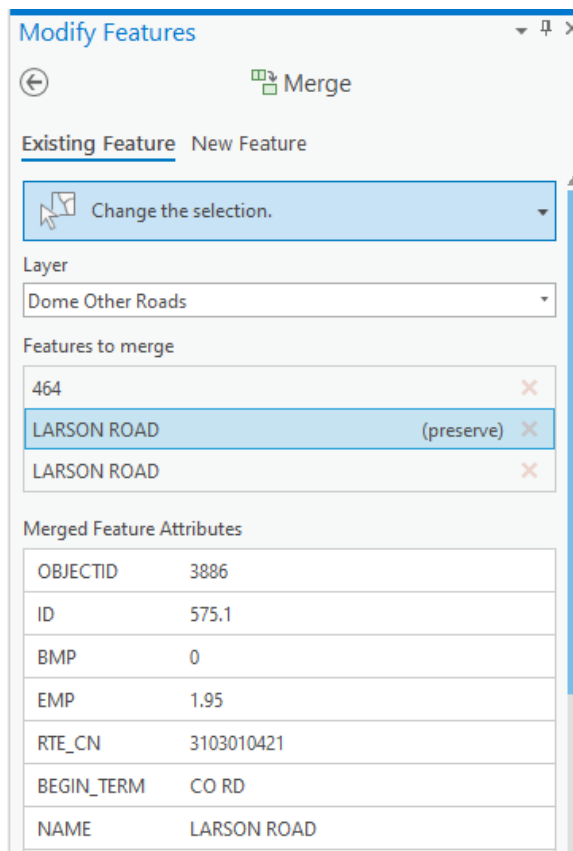 Modify Features
Merge
Existing Feature New Feature
Change the selection.
Layer
Dome Other Roads
Features to merge
464
LARSON ROAD (preserve)
LARSON ROAD
Merged Feature Attributes
OBJECTID 3886
ID 575.1
BMP 0
EMP 1.95
RTE_CN 3103010421
BEGIN_TERM CO RD
NAME LARSON ROAD